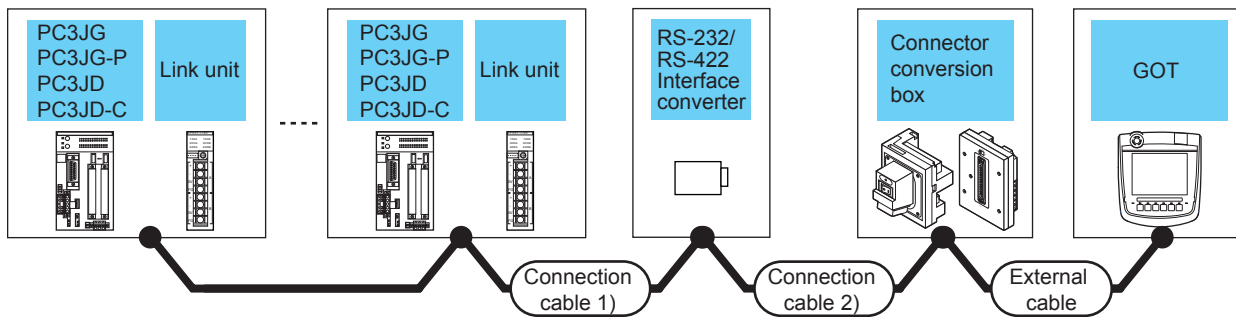 PC3JG
PC3JG-P
PC3JD
PC3JD-C
Link unit
PC3JG
PC3JG-P
PC3JD
PC3JD-C
Link unit
RS-232/
RS-422
Interface
converter
Connector
conversion
box
GOT
Connection
cable 1)
Connection
cable 2)
External
cable